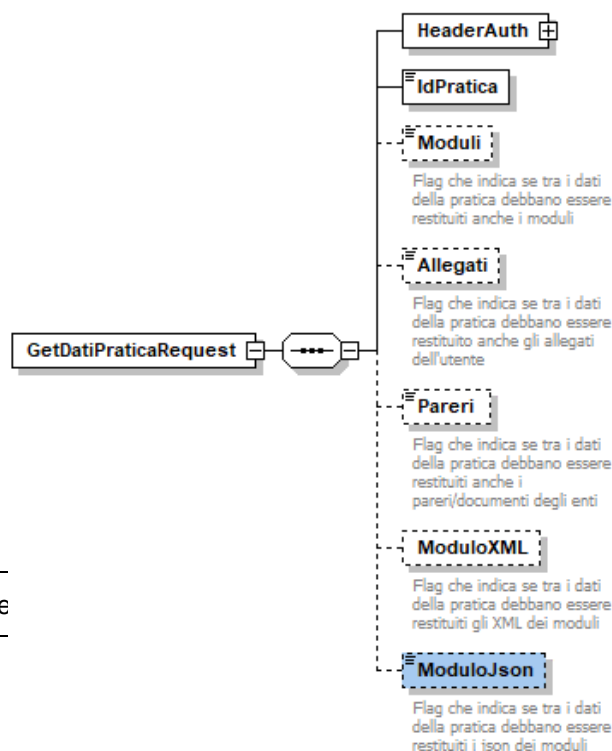 HeaderAuth
IdPratica
Moduli
Flag che indica se tra i dati
della pratica debbano essere
restituiti anche i moduli
Allegati
Flag che indica se tra i dati
della pratica debbano essere
restituito anche gli allegati
dell'utente
GetDatiPraticaRequest
Pareri
Flag che indica se tra i dati
della pratica debbano essere
restituiti anche i
pareri/documenti degli enti
ModuloXML
Flag che indica se tra i dati
della pratica debbano essere
restituiti gli XML dei moduli
e
ModuloJson
Flag che indica se tra i dati
della pratica debbano essere
restituiti i json dei moduli